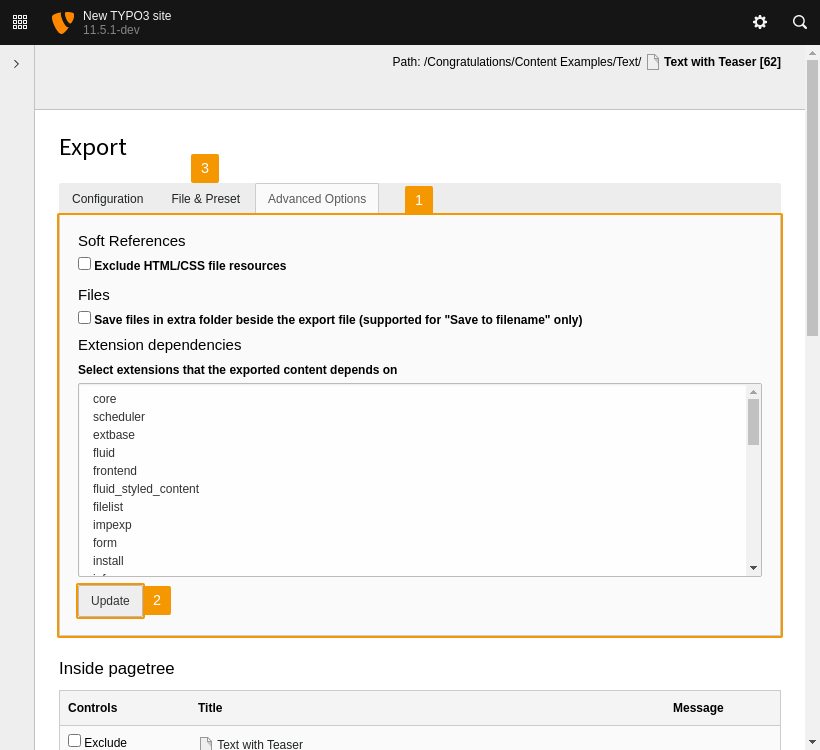 New TYPO3 site
11.5.1-dev
Path: /Congratulations/Content Examples/Text/ Text with Teaser [62]
Export
3
Configuration File & Preset Advanced Options 1
Soft References
Exclude HTML/CSS file resources
Files
Save files in extra folder beside the export file (supported for "Save to filename" only)
Extension dependencies
Select extensions that the exported content depends on
core
scheduler
extbase
fluid
frontend
fluid_styled_content
filelist
impexp
form
install
Update 2
Inside pagetree
Controls Title Message
Exclude Text with Teaser